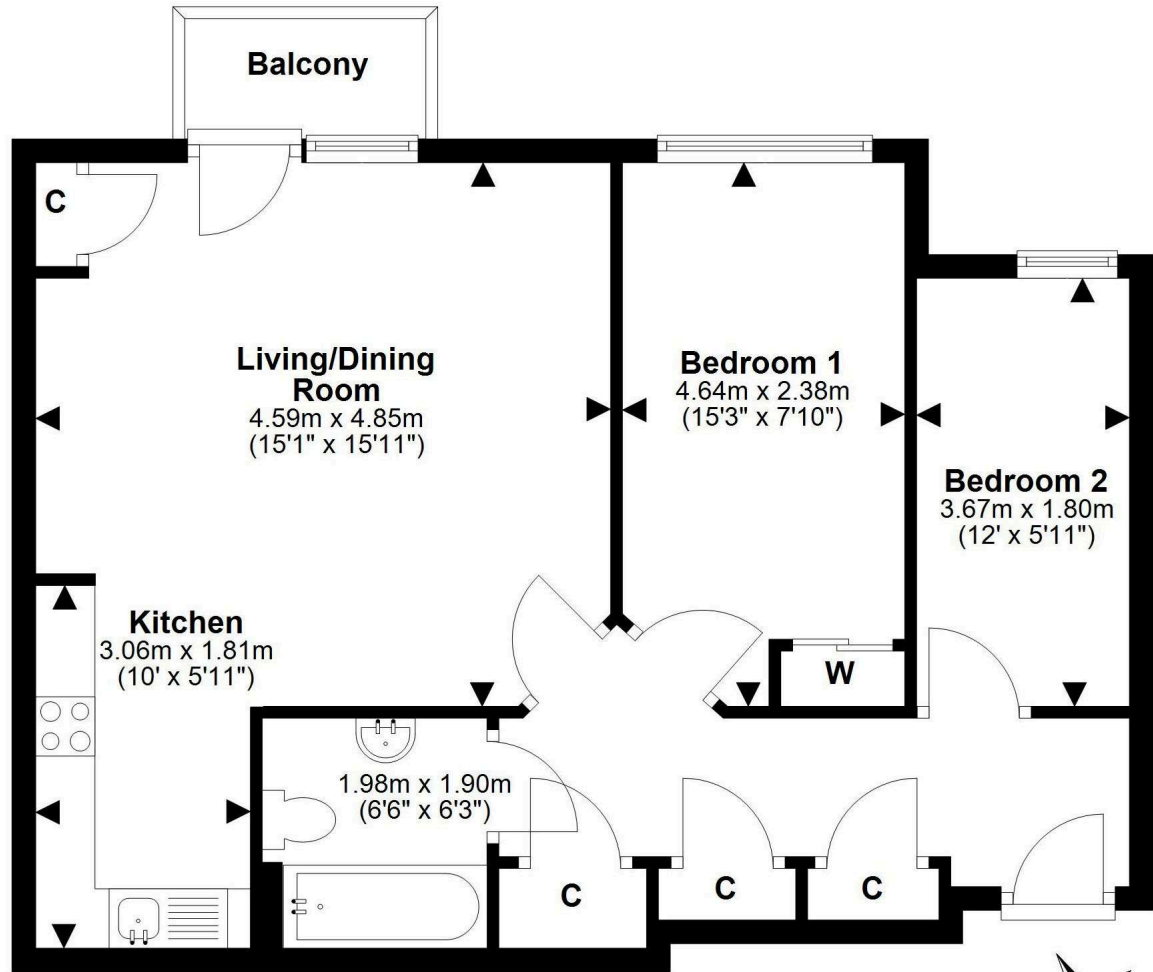 Balcony
C
Living/Dining
Room
4.59m x 4.85m
(15'1" x 15'11")
Bedroom 1
4.64m x 2.38m
(15'3" x 7'10")
Bedroom 2
3.67m x 1.80m
(12' x 5'11")
Kitchen
3.06m x 1.81m
(10' x 5'11")
W
1.98m x 1.90m
(6'6" x 6'3")
C
C
C